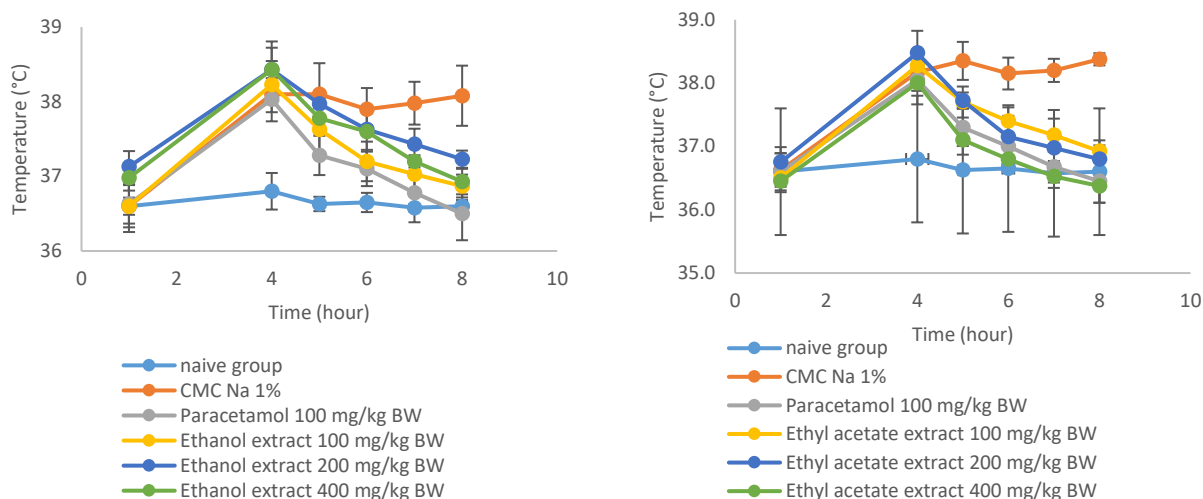 39
38
37
36
Temperature (°C)
0 2 4 6 8 10
Time (hour)
naive group
CMC Na 1%
Paracetamol 100 mg/kg BW
Ethanol extract 100 mg/kg BW
Ethanol extract 200 mg/kg BW
Ethanol extract 400 mg/kg BW
39.0
38.0
37.0
36.0
35.0
Temperature (°C)
0 2 4 6 8 10
Time (hour)
naive group
CMC Na 1%
Paracetamol 100 mg/kg BW
Ethyl acetate extract 100 mg/kg BW
Ethyl acetate extract 200 mg/kg BW
Ethyl acetate extract 400 mg/kg BW